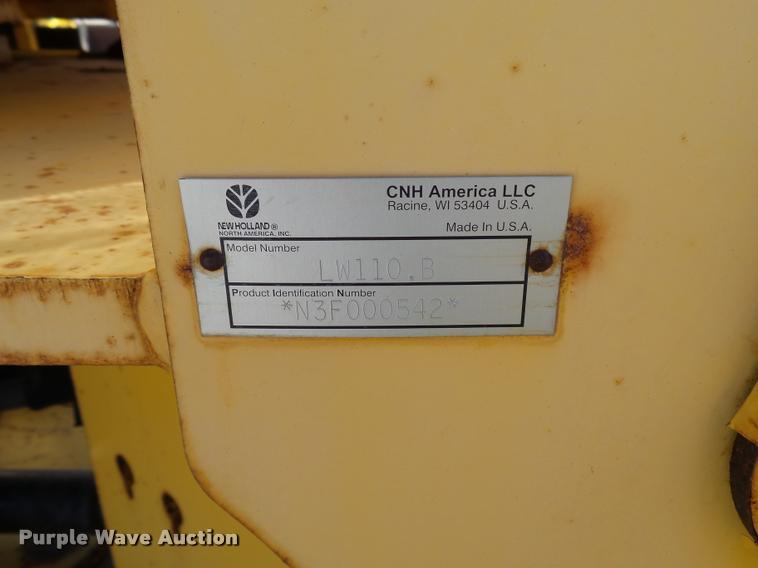 CNH America LLC
Racine, WI 53404 U.S.A.
NEW HOLLAND ®
NORTH AMERICA, INC.
Made In U.S.A.
Model Number
LW110.B
Product Identification Number
*N3F000542*
Purple Wave Auction